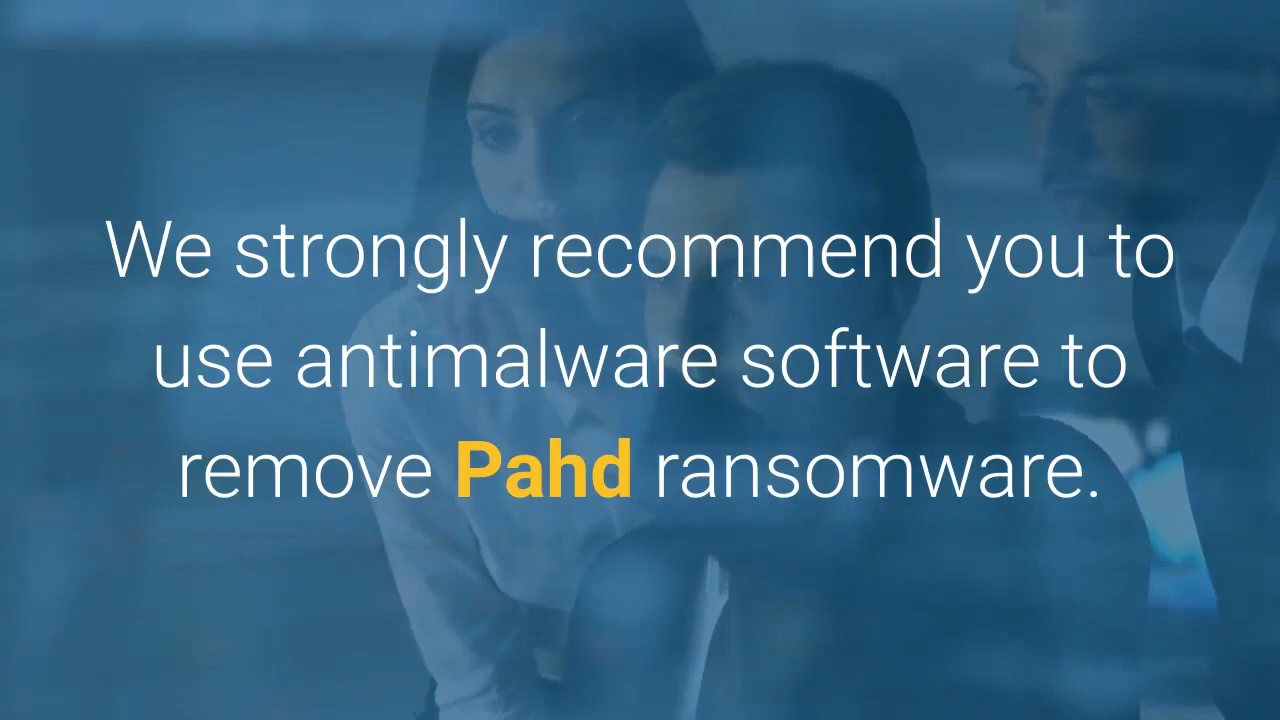 We strongly recommend you to
use antimalware software to
remove Pahd ransomware.